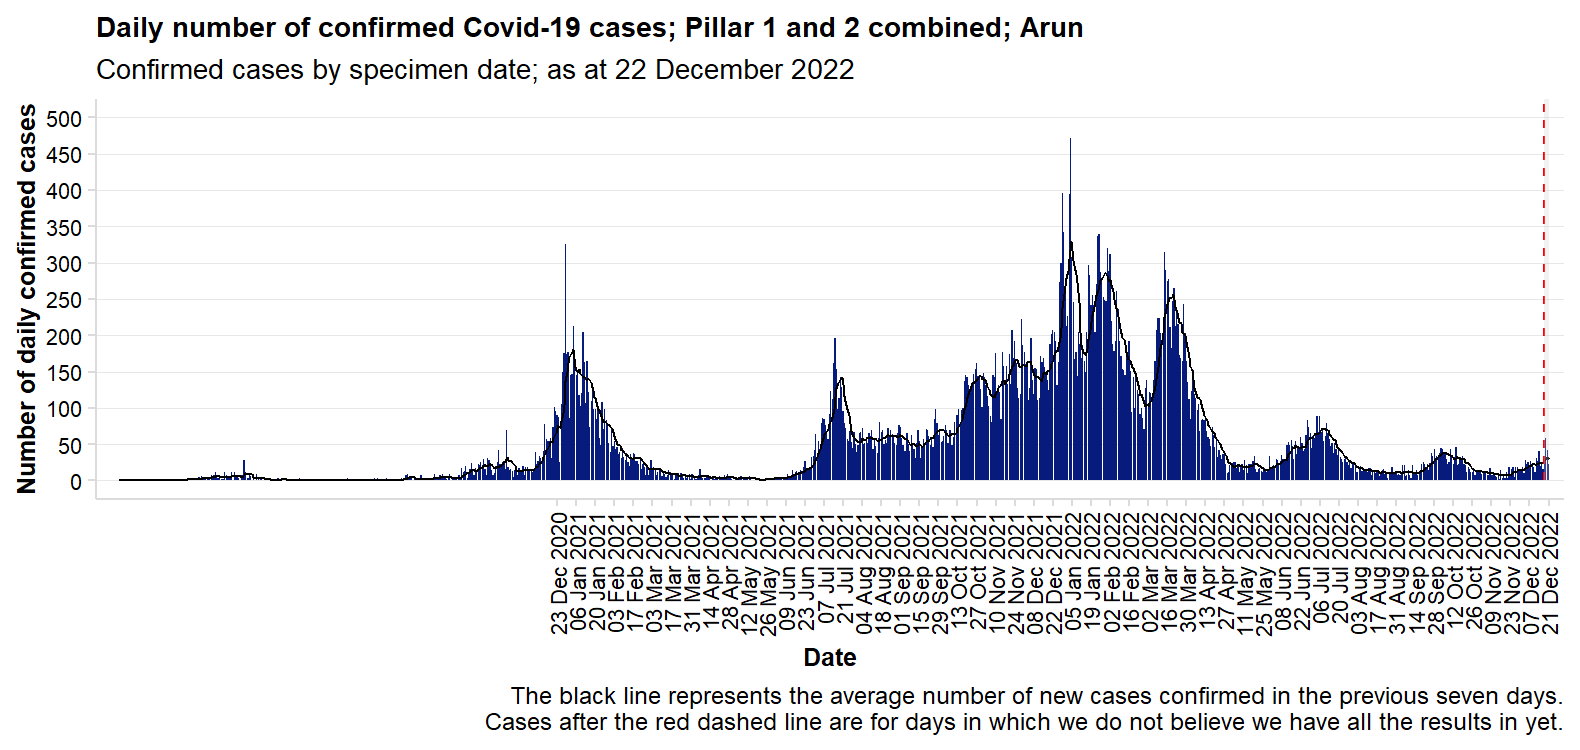 Daily number of confirmed Covid-19 cases; Pillar 1 and 2 combined; Arun
Confirmed cases by specimen date; as at 22 December 2022
Number of daily confirmed cases
500
450
400
350
300
250
200
150
100
50
0
23 Dec 2020
06 Jan 2021
20 Jan 2021
03 Feb 2021
17 Feb 2021
03 Mar 2021
17 Mar 2021
31 Mar 2021
14 Apr 2021
28 Apr 2021
12 May 2021
26 May 2021
09 Jun 2021
23 Jun 2021
07 Jul 2021
21 Jul 2021
04 Aug 2021
18 Aug 2021
01 Sep 2021
15 Sep 2021
29 Sep 2021
13 Oct 2021
27 Oct 2021
10 Nov 2021
24 Nov 2021
08 Dec 2021
22 Dec 2021
05 Jan 2022
19 Jan 2022
02 Feb 2022
16 Feb 2022
02 Mar 2022
16 Mar 2022
30 Mar 2022
13 Apr 2022
27 Apr 2022
11 May 2022
25 May 2022
08 Jun 2022
22 Jun 2022
06 Jul 2022
20 Jul 2022
03 Aug 2022
17 Aug 2022
31 Aug 2022
14 Sep 2022
28 Sep 2022
12 Oct 2022
26 Oct 2022
09 Nov 2022
23 Nov 2022
07 Dec 2022
21 Dec 2022
Date
The black line represents the average number of new cases confirmed in the previous seven days.
Cases after the red dashed line are for days in which we do not believe we have all the results in yet.